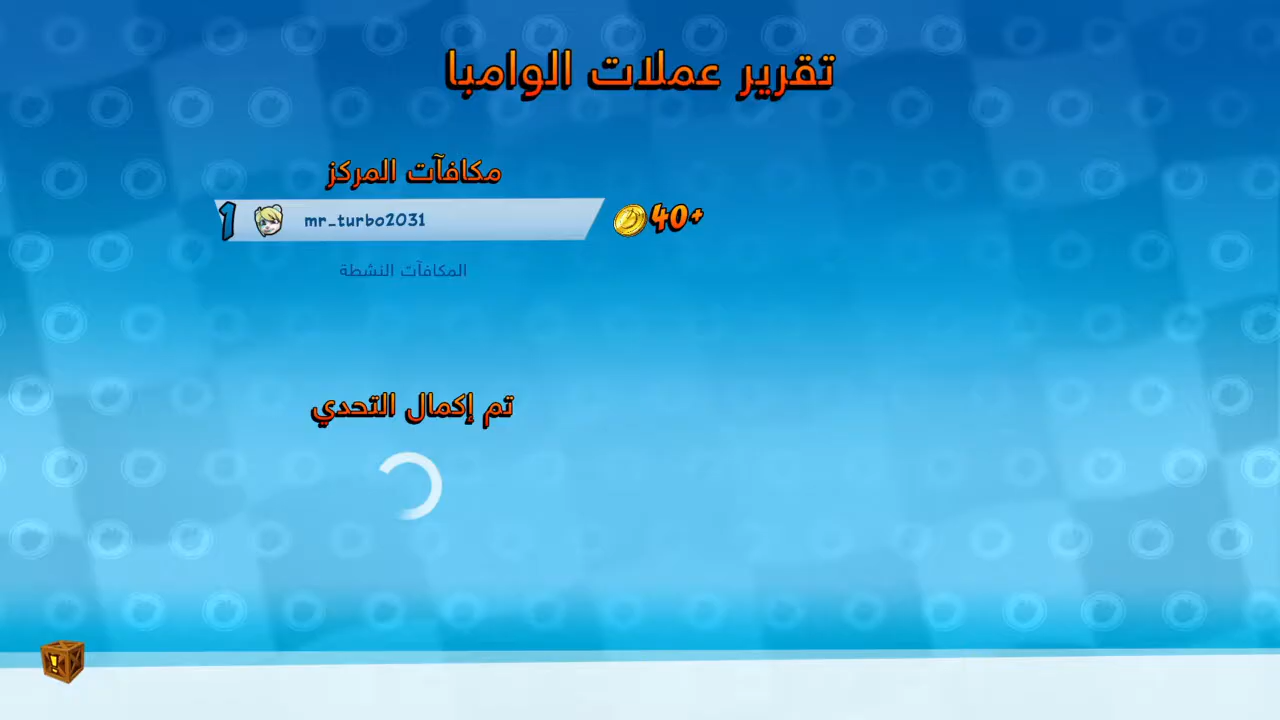 تقرير عملات الوامبا
مكافآت المركز
1 mr_turbo2031 40+
المكافآت النشطة
تم إكمال التحدي
!